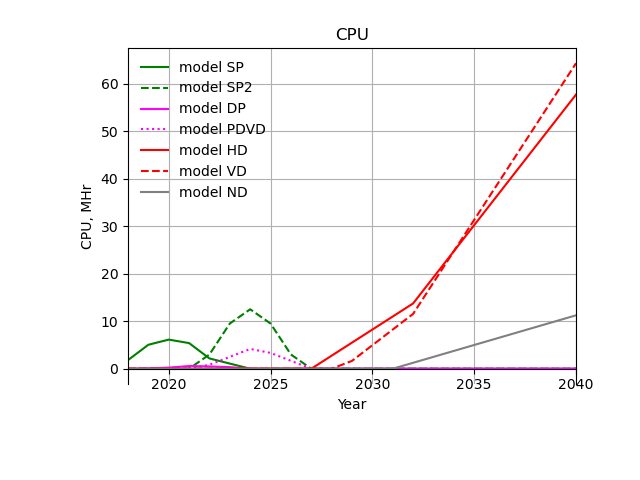 CPU
model SP
model SP2
model DP
model PDVD
model HD
model VD
model ND
CPU, MHr
60
50
40
30
20
10
0
2020 2025 2030 2035 2040
Year